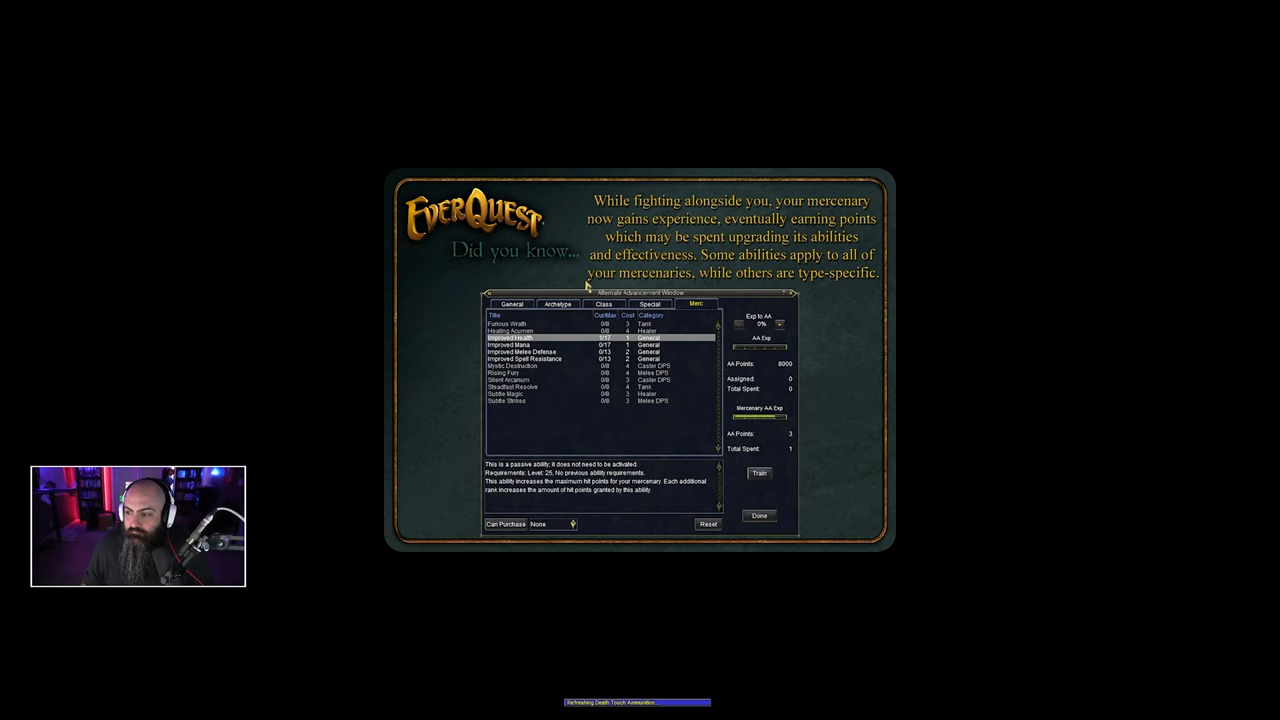 EVERQUEST
Did you know...
While fighting alongside you, your mercenary
now gains experience, eventually earning points
which may be spent upgrading its abilities
and effectiveness. Some abilities apply to all of
your mercenaries, while others are type-specific.
Alternate Advancement Window
General Archetype Class Special Merc
Title Cur/Max Cost Category
Furious Wrath 0/8 3 Tank
Healing Acumen 0/8 4 Healer
Improved Health 1/17 1 General
Improved Mana 0/17 1 General
Improved Melee Defense 0/13 2 General
Improved Spell Resistance 0/13 2 General
Mystic Destruction 0/8 4 Caster DPS
Rising Fury 0/8 4 Melee DPS
Silent Arcanum 0/8 3 Caster DPS
Steadfast Resolve 0/8 4 Tank
Subtle Magic 0/8 3 Healer
Subtle Strikes 0/8 3 Melee DPS
Exp to AA
0%
AA Exp
AA Points: 8000
Assigned: 0
Total Spent: 0
Mercenary AA Exp
AA Points: 3
Total Spent: 1
Train
Done
This is a passive ability; it does not need to be activated.
Requirements: Level: 25, No previous ability requirements.
This ability increases the maximum hit points for your mercenary. Each additional
rank increases the amount of hit points granted by this ability.
Can Purchase None Reset
Refreshing Death Touch Ammunition...